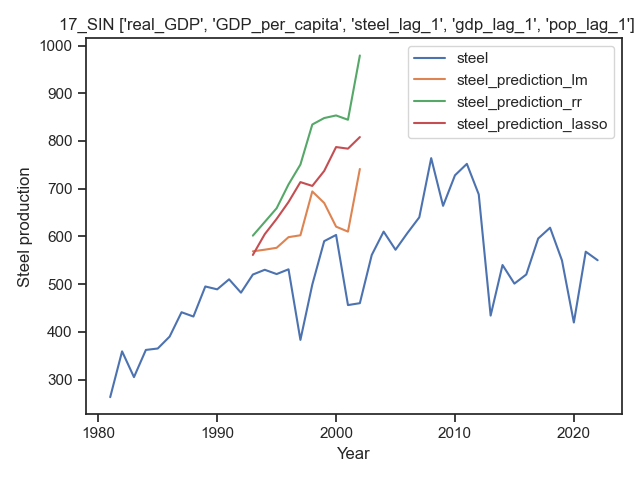 17_SIN ['real_GDP', 'GDP_per_capita', 'steel_lag_1', 'gdp_lag_1', 'pop_lag_1']
steel
steel_prediction_lm
steel_prediction_rr
steel_prediction_lasso
Steel production
1000
900
800
700
600
500
400
300
1980
1990
2000
2010
2020
Year